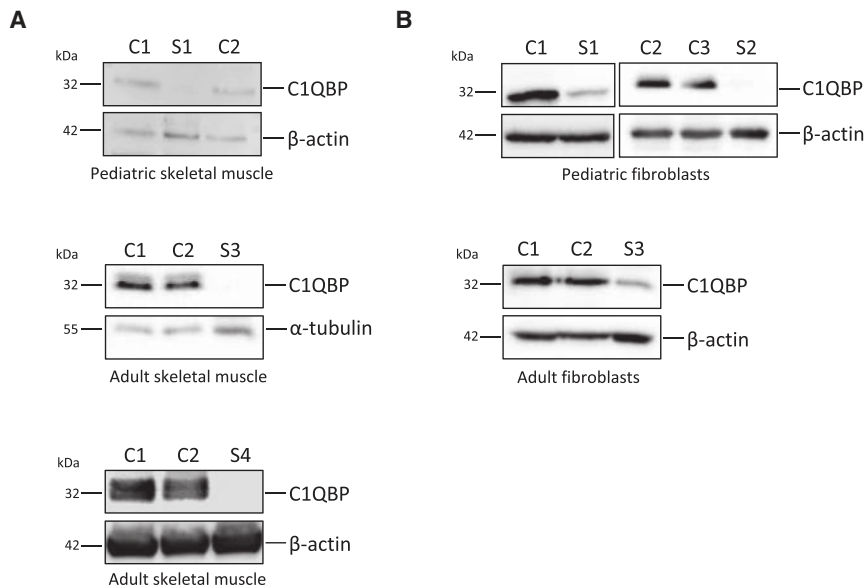 A
kDa C1 S1 C2
32 C1QBP
42 β-actin
Pediatric skeletal muscle
kDa C1 C2 S3
32 C1QBP
55 α-tubulin
Adult skeletal muscle
kDa C1 C2 S4
32 C1QBP
42 β-actin
Adult skeletal muscle
B
kDa C1 S1 C2 C3 S2
32 C1QBP
42 β-actin
Pediatric fibroblasts
kDa C1 C2 S3
32 C1QBP
42 β-actin
Adult fibroblasts